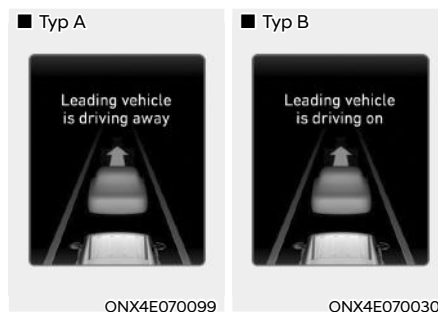 ■ Typ A
Leading vehicle
is driving away
ONX4E070099
■ Typ B
Leading vehicle
is driving on
ONX4E070030